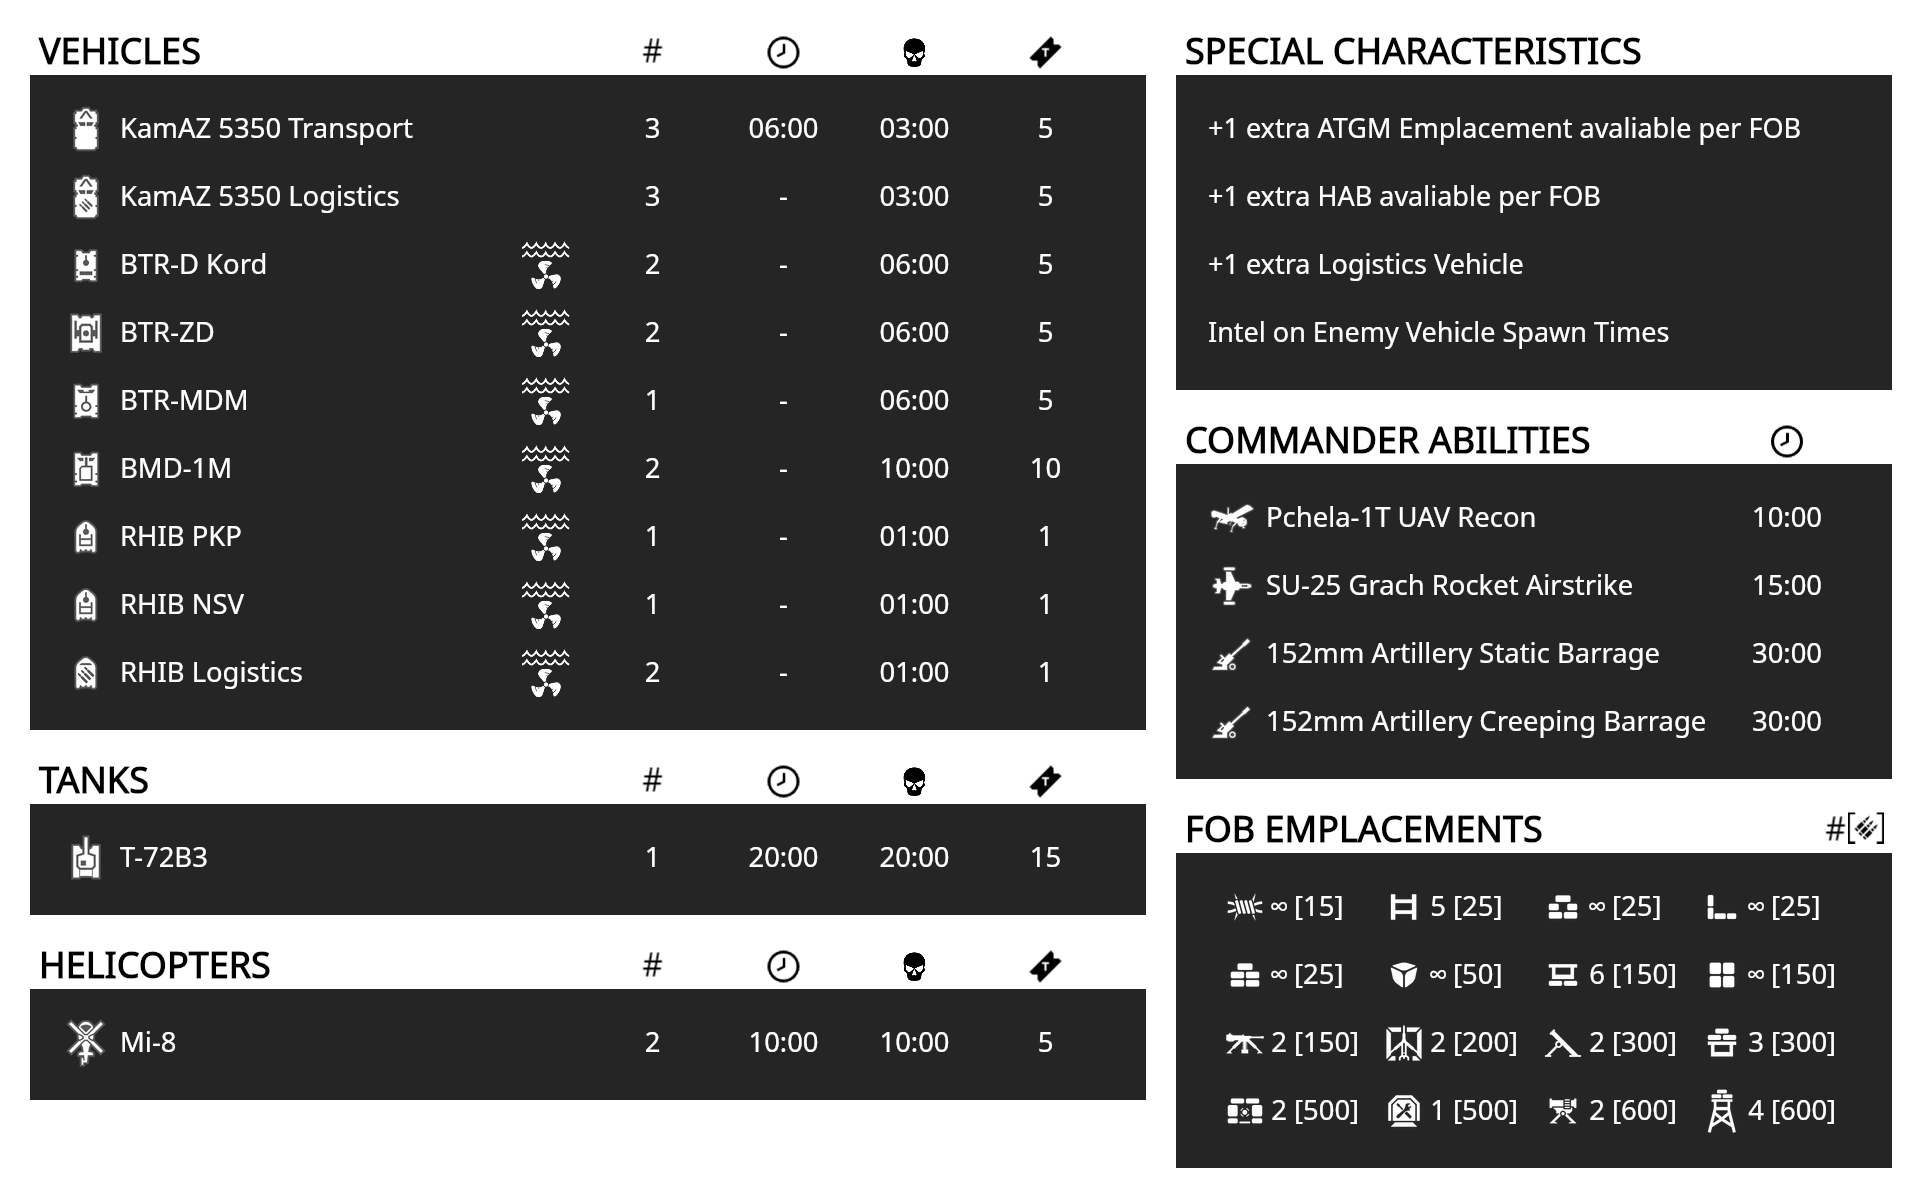 VEHICLES #
KamAZ 5350 Transport 3 06:00 03:00 5
KamAZ 5350 Logistics 3 - 03:00 5
BTR-D Kord 2 - 06:00 5
BTR-ZD 2 - 06:00 5
BTR-MDM 1 - 06:00 5
BMD-1M 2 - 10:00 10
RHIB PKP 1 - 01:00 1
RHIB NSV 1 - 01:00 1
RHIB Logistics 2 - 01:00 1
TANKS #
T-72B3 1 20:00 20:00 15
HELICOPTERS #
Mi-8 2 10:00 10:00 5
SPECIAL CHARACTERISTICS
+1 extra ATGM Emplacement avaliable per FOB
+1 extra HAB avaliable per FOB
+1 extra Logistics Vehicle
Intel on Enemy Vehicle Spawn Times
COMMANDER ABILITIES
Pchela-1T UAV Recon 10:00
SU-25 Grach Rocket Airstrike 15:00
152mm Artillery Static Barrage 30:00
152mm Artillery Creeping Barrage 30:00
FOB EMPLACEMENTS #[]
∞ [15] 5 [25] ∞ [25] ∞ [25]
∞ [25] ∞ [50] 6 [150] ∞ [150]
2 [150] 2 [200] 2 [300] 3 [300]
2 [500] 1 [500] 2 [600] 4 [600]